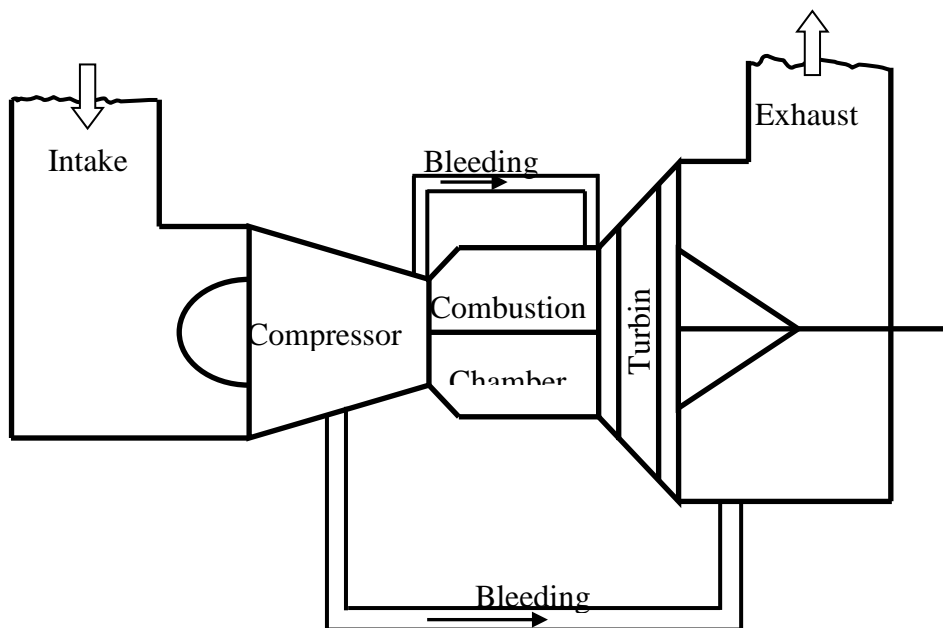 Exhaust
Intake
Bleeding
Combustion
Compressor
Turbin
Chamber
Bleeding